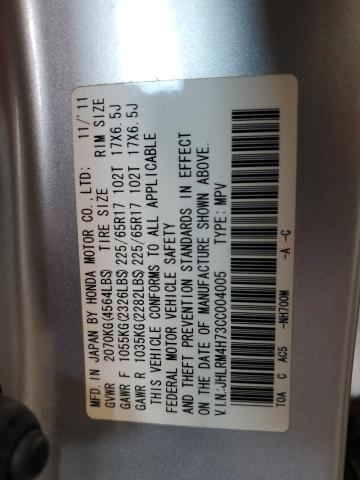 MFD. IN JAPAN BY HONDA MOTOR CO., LTD: 11/'11
GVWR 2070KG(4564LBS) TIRE SIZE RIM SIZE
GAWR F 1055KG(2326LBS) 225/65R17 102T 17X6.5J
GAWR R 1035KG(2282LBS) 225/65R17 102T 17X6.5J
THIS VEHICLE CONFORMS TO ALL APPLICABLE
FEDERAL MOTOR VEHICLE SAFETY
AND THEFT PREVENTION STANDARDS IN EFFECT
ON THE DATE OF MANUFACTURE SHOWN ABOVE.
V.I.N:JHLRM4H73CC004005 TYPE: MPV
TOA C AC5 -NH700M -A -C